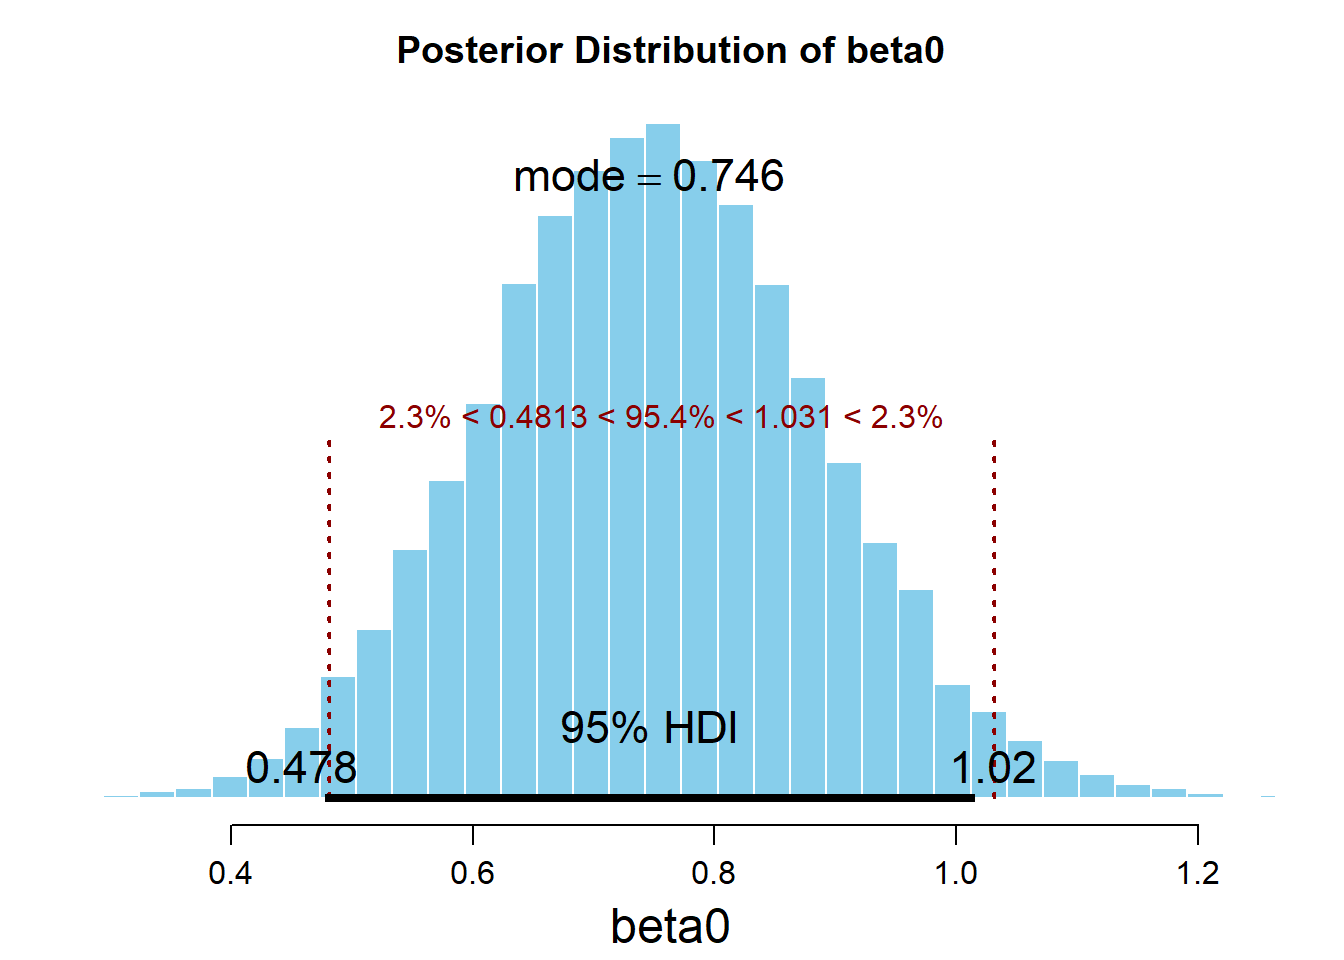 Posterior Distribution of beta0
mode = 0.746
2.3% < 0.4813 < 95.4% < 1.031 < 2.3%
95% HDI
0.478 1.02
0.4 0.6 0.8 1.0 1.2
beta0